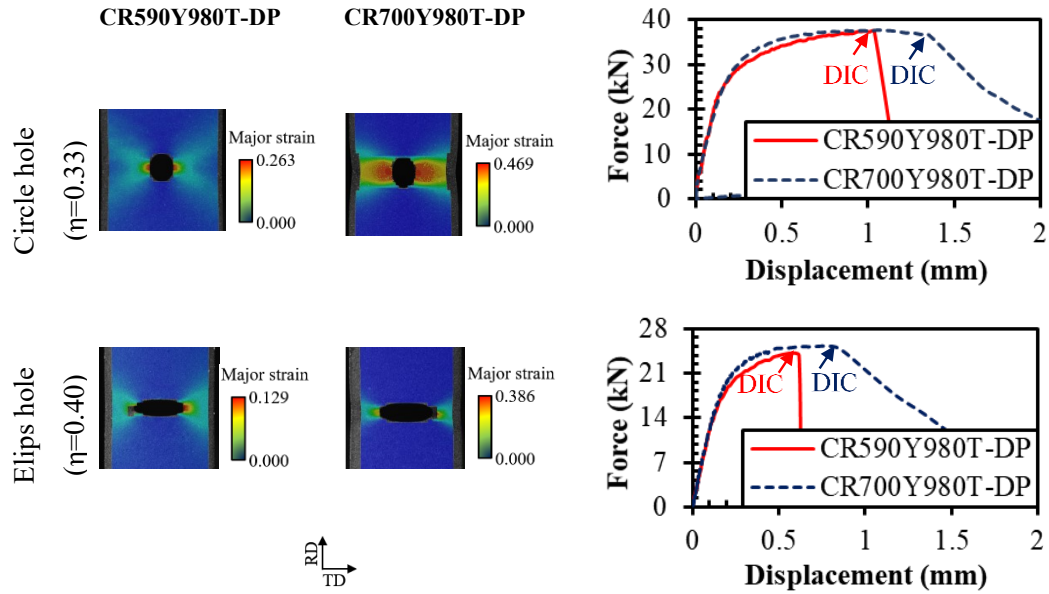 CR590Y980T-DP
CR700Y980T-DP
Circle hole
(η=0.33)
Major strain
0.263
0.000
Major strain
0.469
0.000
Force (kN)
40
30
20
10
0
DIC
DIC
CR590Y980T-DP
CR700Y980T-DP
0
0.5
1
1.5
2
Displacement (mm)
Elips hole
(η=0.40)
Major strain
0.129
0.000
Major strain
0.386
0.000
Force (kN)
28
21
14
7
0
DIC
DIC
CR590Y980T-DP
CR700Y980T-DP
0
0.5
1
1.5
2
Displacement (mm)
RD
TD